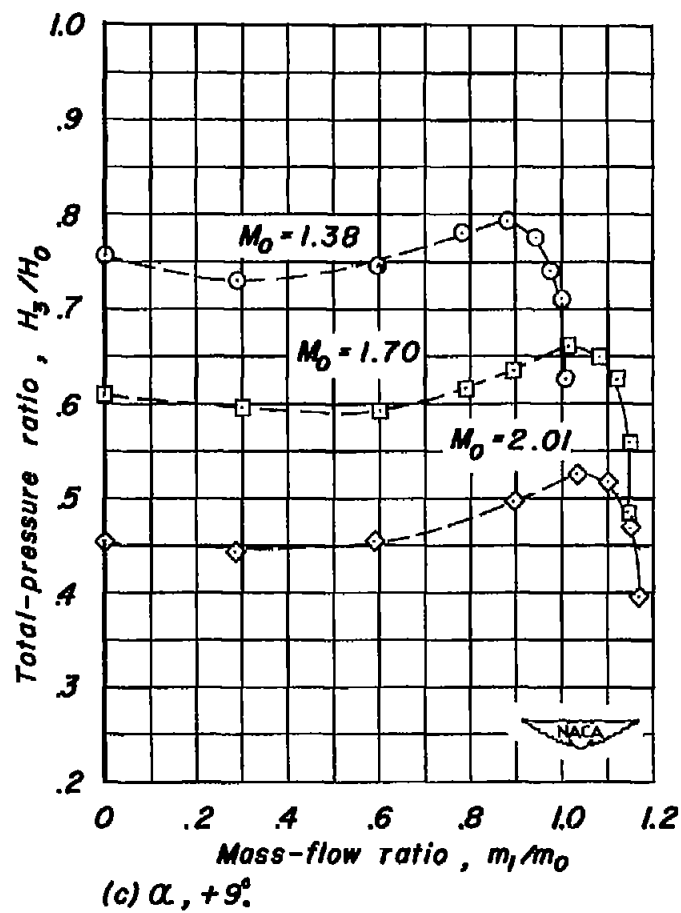 1.0
.9
.8
.7
.6
.5
.4
.3
.2
Total-pressure ratio , H₃/H₀
M₀ = 1.38
M₀ = 1.70
M₀ = 2.01
NACA
0 .2 .4 .6 .8 1.0 1.2
Mass-flow ratio , m₁/m₀
(c) α , +9°.